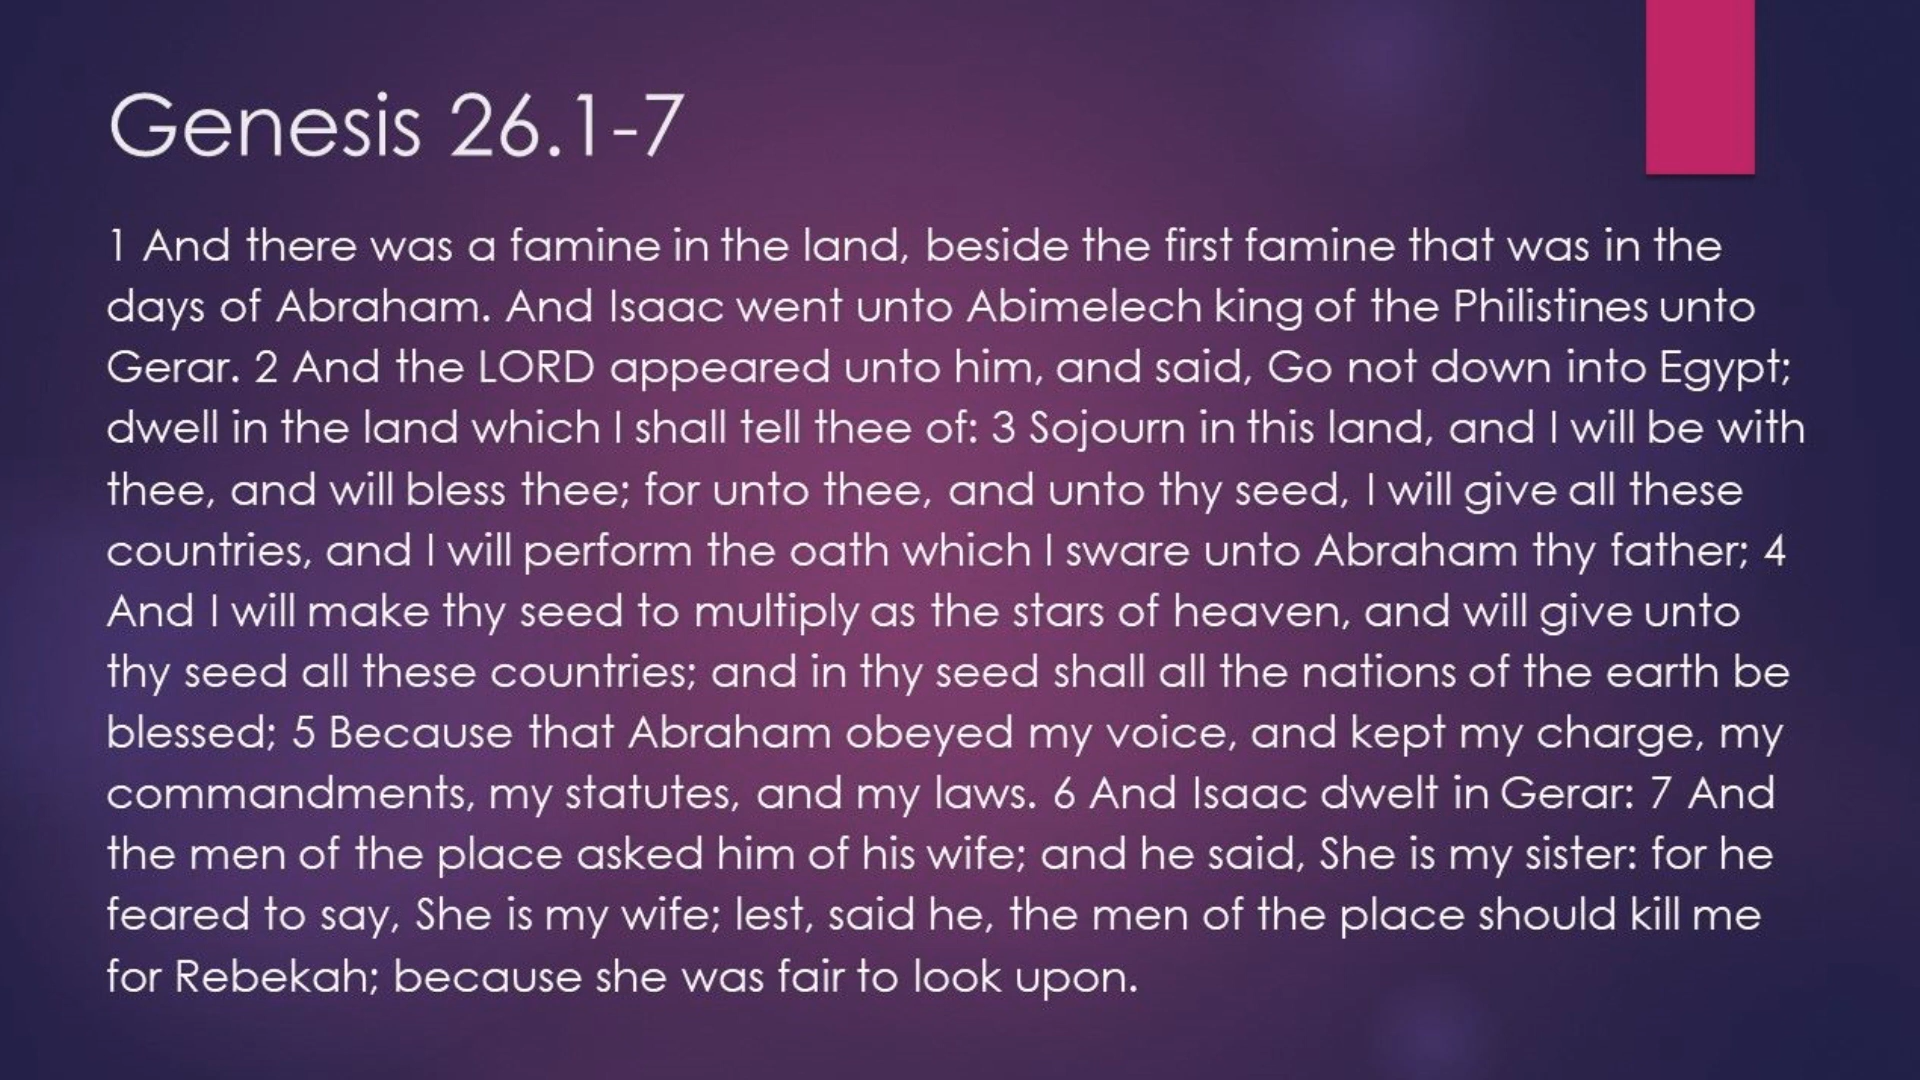 Genesis 26.1-7
1 And there was a famine in the land, beside the first famine that was in the
days of Abraham. And Isaac went unto Abimelech king of the Philistines unto
Gerar. 2 And the LORD appeared unto him, and said, Go not down into Egypt;
dwell in the land which I shall tell thee of: 3 Sojourn in this land, and I will be with
thee, and will bless thee; for unto thee, and unto thy seed, I will give all these
countries, and I will perform the oath which I sware unto Abraham thy father; 4
And I will make thy seed to multiply as the stars of heaven, and will give unto
thy seed all these countries; and in thy seed shall all the nations of the earth be
blessed; 5 Because that Abraham obeyed my voice, and kept my charge, my
commandments, my statutes, and my laws. 6 And Isaac dwelt in Gerar: 7 And
the men of the place asked him of his wife; and he said, She is my sister: for he
feared to say, She is my wife; lest, said he, the men of the place should kill me
for Rebekah; because she was fair to look upon.